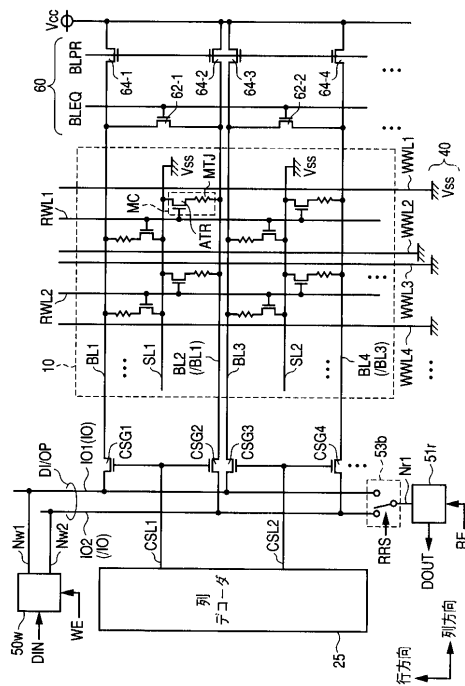 Vcc
60
BLPR
BLEQ
64-1
64-2
64-3
64-4
62-1
62-2
RWL1
RWL2
MC
ATR
MTJ
Vss
Vss
40
Vss
WWL1
WWL2
WWL3
WWL4
10
BL1
SL1
BL2
(/BL1)
BL3
SL2
BL4
(/BL3)
DI/OP
IO1(IO)
IO2
(/IO)
Nw1
Nw2
50w
DIN
WE
CSG1
CSG2
CSG3
CSG4
CSL1
CSL2
列
デコーダ
25
53b
RRS
Nr1
51r
DOUT
RE
行方向
列方向